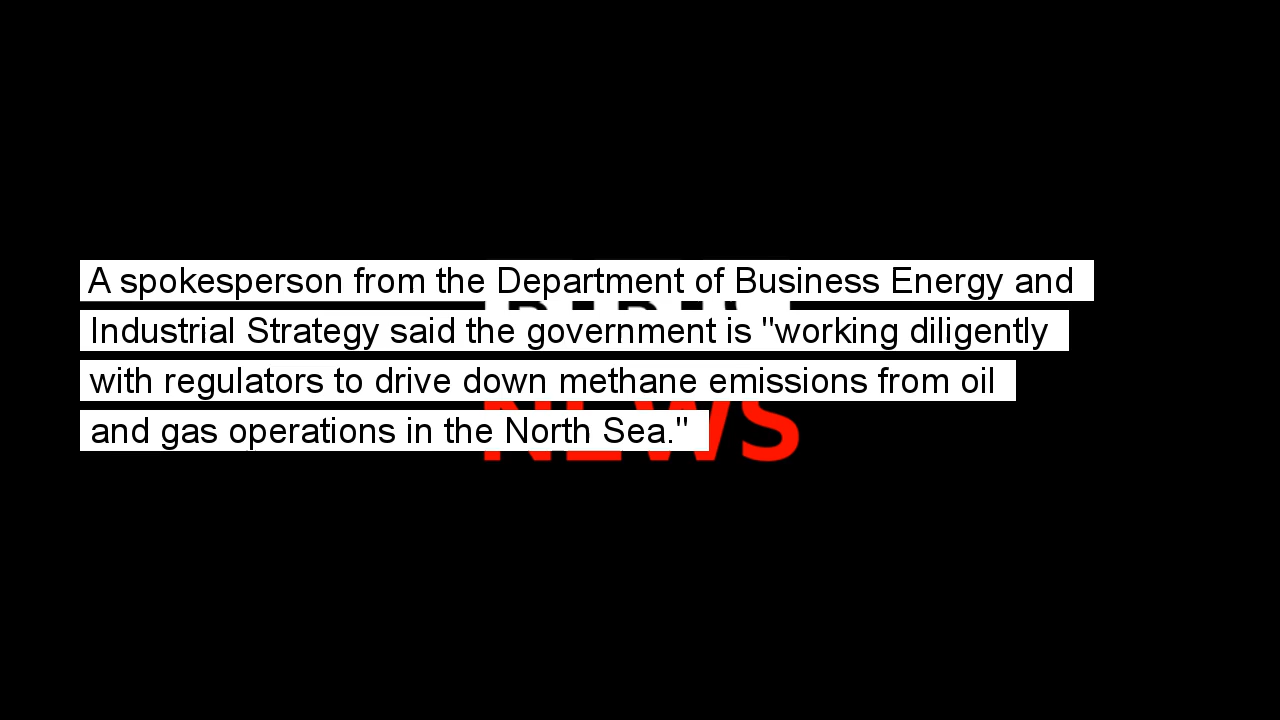 A spokesperson from the Department of Business Energy and
Industrial Strategy said the government is "working diligently
with regulators to drive down methane emissions from oil
and gas operations in the North Sea."
NEWS